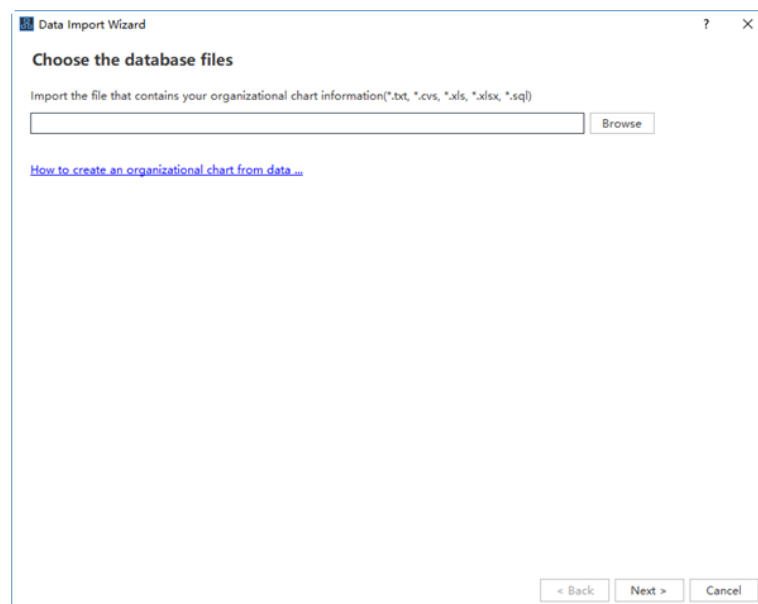 Data Import Wizard ? ✕
Choose the database files
Import the file that contains your organizational chart information(*.txt, *.cvs, *.xls, *.xlsx, *.sql)
Browse
How to create an organizational chart from data ...
< Back Next > Cancel